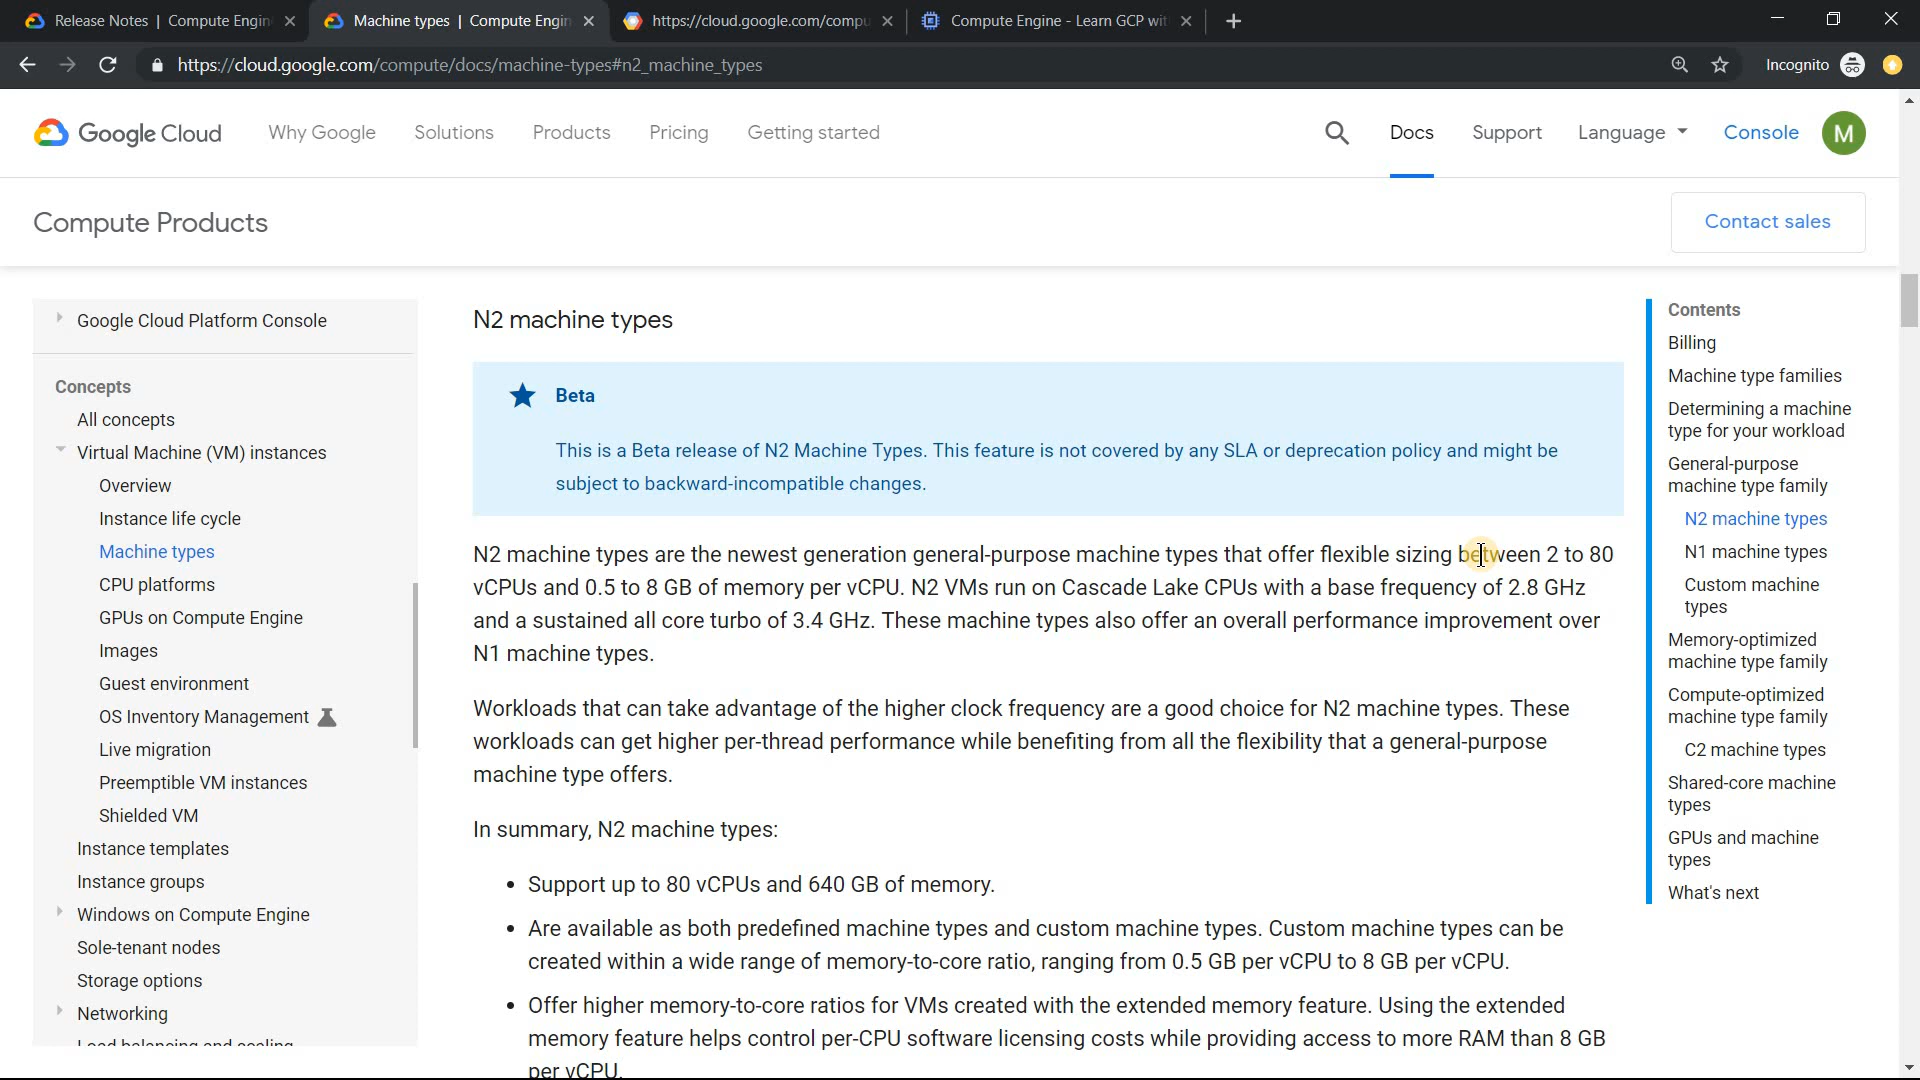 Release Notes | Compute Engin
Machine types | Compute Engin
https://cloud.google.com/compu
Compute Engine - Learn GCP wit
https://cloud.google.com/compute/docs/machine-types#n2_machine_types
Incognito
Google Cloud
Why Google
Solutions
Products
Pricing
Getting started
Docs
Support
Language
Console
M
Compute Products
Contact sales
Google Cloud Platform Console
Concepts
All concepts
Virtual Machine (VM) instances
Overview
Instance life cycle
Machine types
CPU platforms
GPUs on Compute Engine
Images
Guest environment
OS Inventory Management
Live migration
Preemptible VM instances
Shielded VM
Instance templates
Instance groups
Windows on Compute Engine
Sole-tenant nodes
Storage options
Networking
Load balancing and scaling
N2 machine types
Beta
This is a Beta release of N2 Machine Types. This feature is not covered by any SLA or deprecation policy and might be
subject to backward-incompatible changes.
N2 machine types are the newest generation general-purpose machine types that offer flexible sizing between 2 to 80
vCPUs and 0.5 to 8 GB of memory per vCPU. N2 VMs run on Cascade Lake CPUs with a base frequency of 2.8 GHz
and a sustained all core turbo of 3.4 GHz. These machine types also offer an overall performance improvement over
N1 machine types.
Workloads that can take advantage of the higher clock frequency are a good choice for N2 machine types. These
workloads can get higher per-thread performance while benefiting from all the flexibility that a general-purpose
machine type offers.
In summary, N2 machine types:
• Support up to 80 vCPUs and 640 GB of memory.
• Are available as both predefined machine types and custom machine types. Custom machine types can be
created within a wide range of memory-to-core ratio, ranging from 0.5 GB per vCPU to 8 GB per vCPU.
• Offer higher memory-to-core ratios for VMs created with the extended memory feature. Using the extended
memory feature helps control per-CPU software licensing costs while providing access to more RAM than 8 GB
per vCPU.
Contents
Billing
Machine type families
Determining a machine
type for your workload
General-purpose
machine type family
N2 machine types
N1 machine types
Custom machine
types
Memory-optimized
machine type family
Compute-optimized
machine type family
C2 machine types
Shared-core machine
types
GPUs and machine
types
What's next